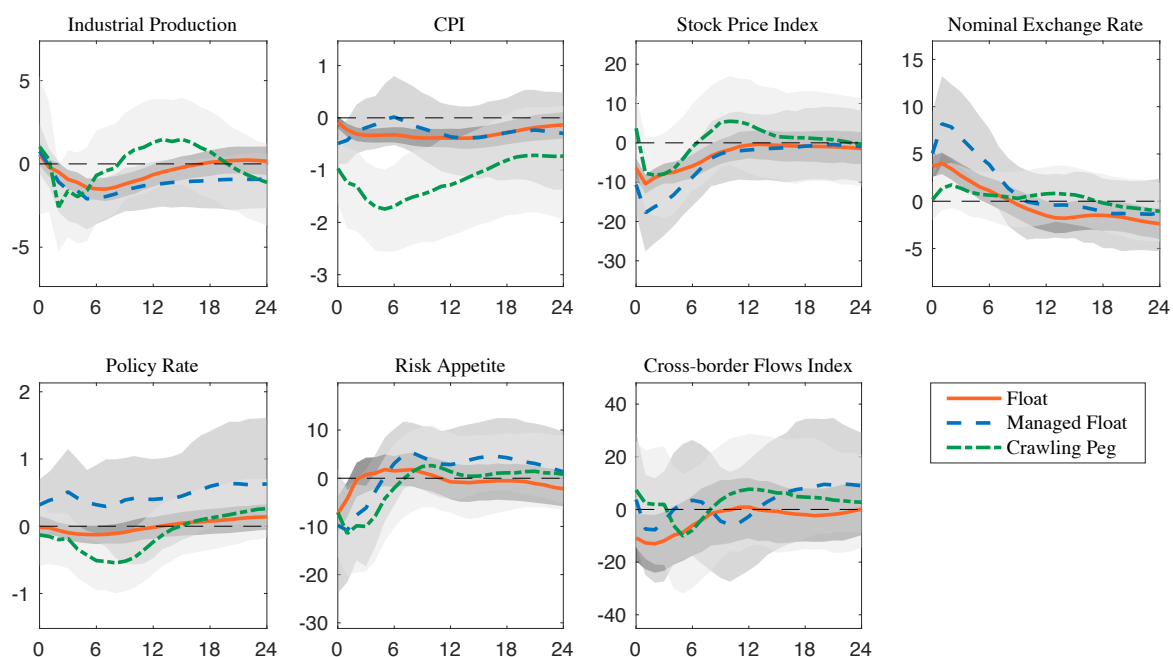 Industrial Production
CPI
Stock Price Index
Nominal Exchange Rate
5
0
-5
0 6 12 18 24
1
0
-1
-2
-3
0 6 12 18 24
20
10
0
-10
-20
-30
0 6 12 18 24
15
10
5
0
-5
0 6 12 18 24
Policy Rate
Risk Appetite
Cross-border Flows Index
2
1
0
-1
0 6 12 18 24
10
0
-10
-20
-30
0 6 12 18 24
40
20
0
-20
-40
0 6 12 18 24
Float
Managed Float
Crawling Peg